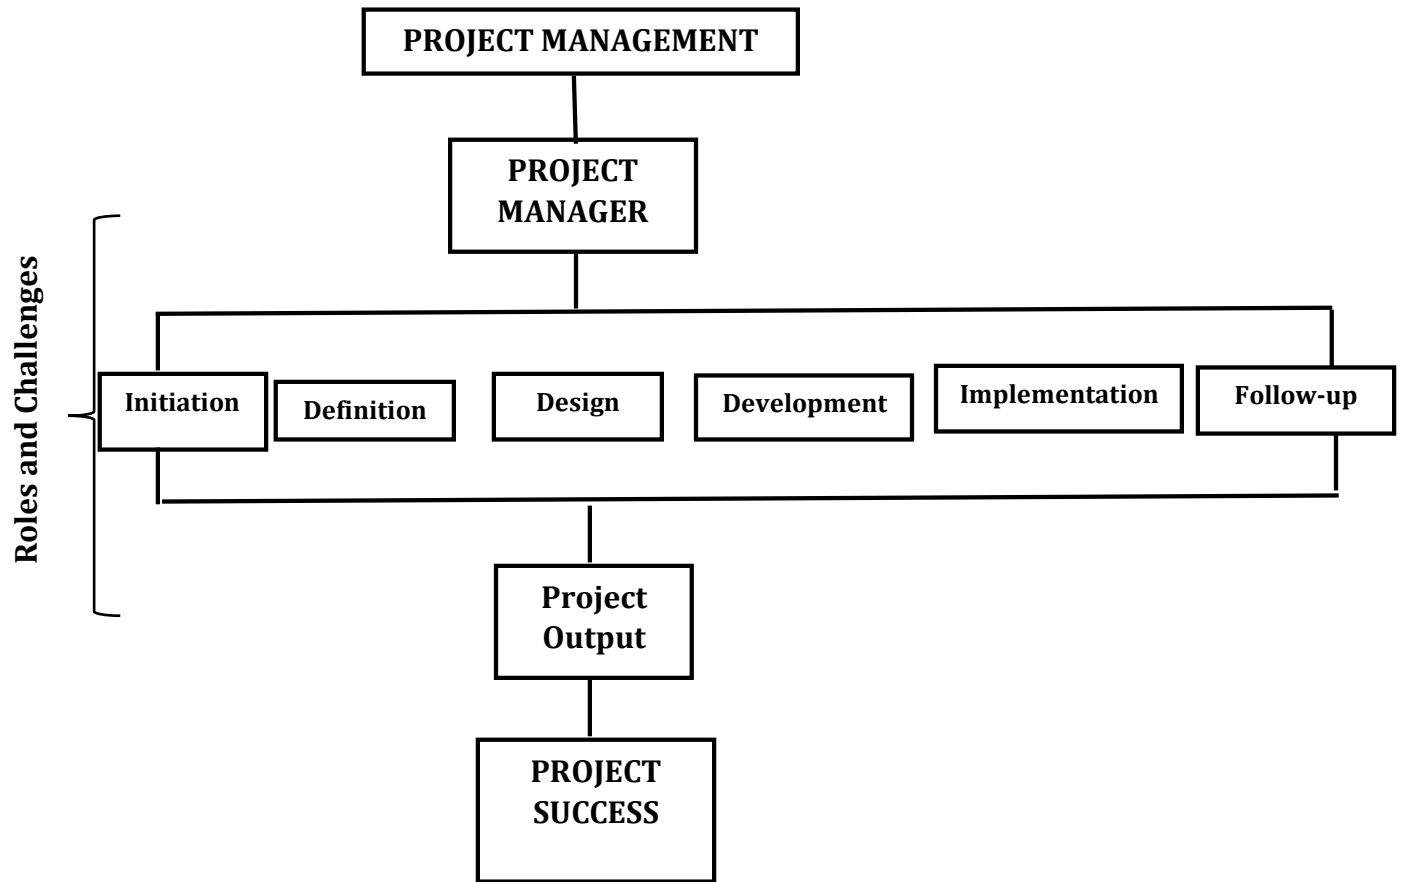 PROJECT MANAGEMENT
PROJECT
MANAGER
Roles and Challenges
Initiation
Definition
Design
Development
Implementation
Follow-up
Project
Output
PROJECT
SUCCESS